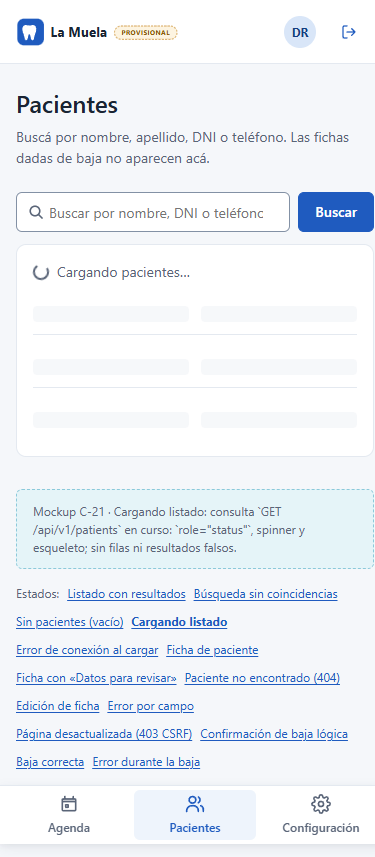 La Muela PROVISIONAL DR
Pacientes
Buscá por nombre, apellido, DNI o teléfono. Las fichas
dadas de baja no aparecen acá.
Buscar por nombre, DNI o teléfono Buscar
Cargando pacientes...
Mockup C-21 · Cargando listado: consulta `GET
/api/v1/patients` en curso: `role="status"`, spinner y
esqueleto; sin filas ni resultados falsos.
Estados: Listado con resultados Búsqueda sin coincidencias
Sin pacientes (vacío) Cargando listado
Error de conexión al cargar Ficha de paciente
Ficha con «Datos para revisar» Paciente no encontrado (404)
Edición de ficha Error por campo
Página desactualizada (403 CSRF) Confirmación de baja lógica
Baja correcta Error durante la baja
Agenda Pacientes Configuración